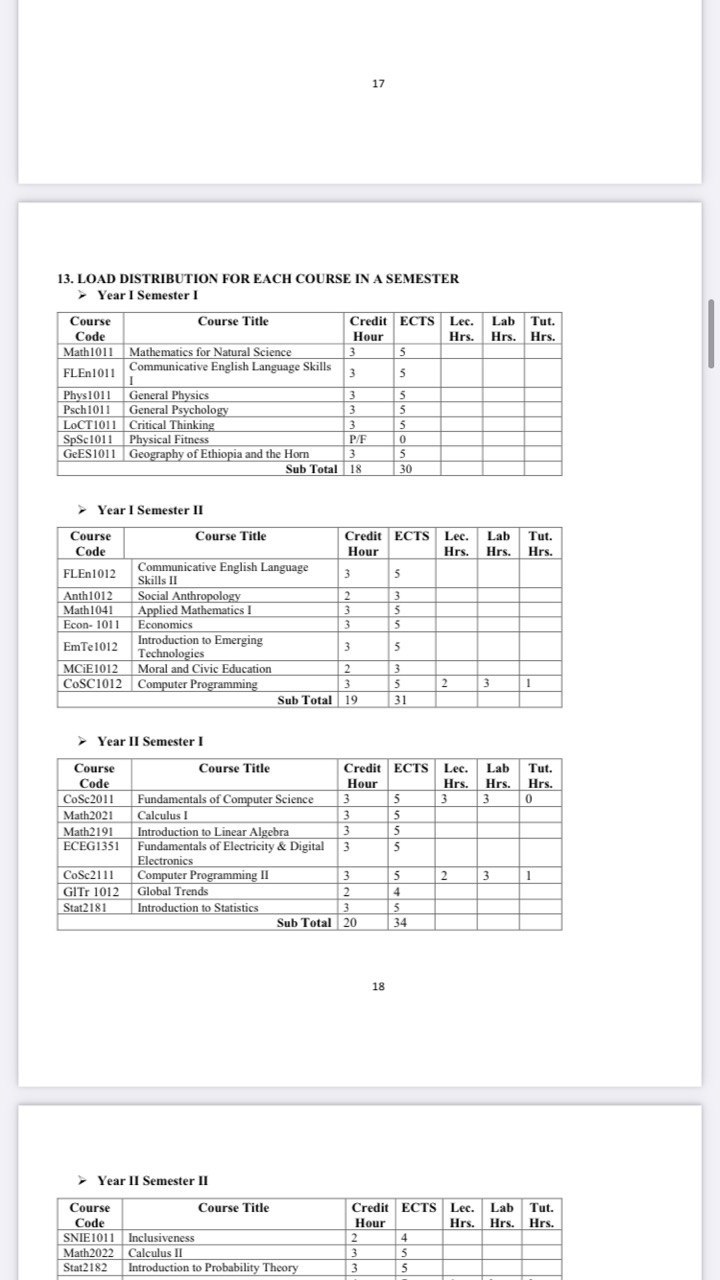 17
13. LOAD DISTRIBUTION FOR EACH COURSE IN A SEMESTER
➢ Year I Semester I
Course Code | Course Title | Credit Hour | ECTS | Lec. Hrs. | Lab Hrs. | Tut. Hrs.
Math1011 | Mathematics for Natural Science | 3 | 5
FLEn1011 | Communicative English Language Skills I | 3 | 5
Phys1011 | General Physics | 3 | 5
Psch1011 | General Psychology | 3 | 5
LoCT1011 | Critical Thinking | 3 | 5
SpSc1011 | Physical Fitness | P/F | 0
GeES1011 | Geography of Ethiopia and the Horn | 3 | 5
Sub Total | 18 | 30
➢ Year I Semester II
Course Code | Course Title | Credit Hour | ECTS | Lec. Hrs. | Lab Hrs. | Tut. Hrs.
FLEn1012 | Communicative English Language Skills II | 3 | 5
Anth1012 | Social Anthropology | 2 | 3
Math1041 | Applied Mathematics I | 3 | 5
Econ- 1011 | Economics | 3 | 5
EmTe1012 | Introduction to Emerging Technologies | 3 | 5
MCiE1012 | Moral and Civic Education | 2 | 3
CoSC1012 | Computer Programming | 3 | 5 | 2 | 3 | 1
Sub Total | 19 | 31
➢ Year II Semester I
Course Code | Course Title | Credit Hour | ECTS | Lec. Hrs. | Lab Hrs. | Tut. Hrs.
CoSc2011 | Fundamentals of Computer Science | 3 | 5 | 3 | 3 | 0
Math2021 | Calculus I | 3 | 5
Math2191 | Introduction to Linear Algebra | 3 | 5
ECEG1351 | Fundamentals of Electricity & Digital Electronics | 3 | 5
CoSc2111 | Computer Programming II | 3 | 5 | 2 | 3 | 1
GlTr 1012 | Global Trends | 2 | 4
Stat2181 | Introduction to Statistics | 3 | 5
Sub Total | 20 | 34
18
➢ Year II Semester II
Course Code | Course Title | Credit Hour | ECTS | Lec. Hrs. | Lab Hrs. | Tut. Hrs.
SNIE1011 | Inclusiveness | 2 | 4
Math2022 | Calculus II | 3 | 5
Stat2182 | Introduction to Probability Theory | 3 | 5